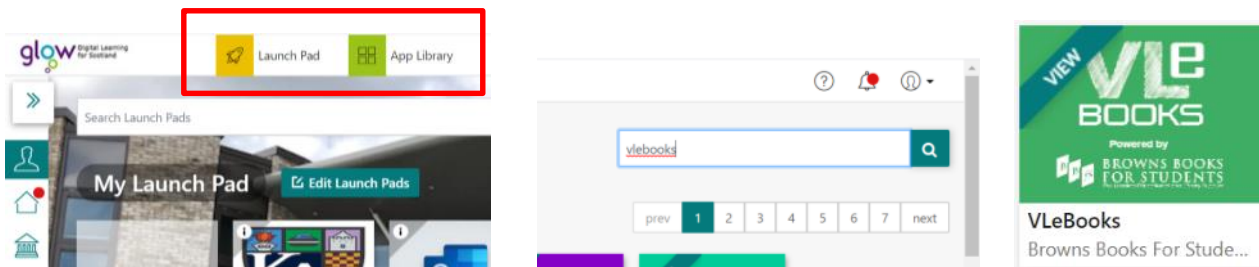 glow Digital Learning
for Scotland
Launch Pad
App Library
Search Launch Pads
My Launch Pad
Edit Launch Pads
vlebooks
prev 1 2 3 4 5 6 7 next
VIEW
VLE
BOOKS
Powered by
BROWNS BOOKS
FOR STUDENTS
VLeBooks
Browns Books For Stude...